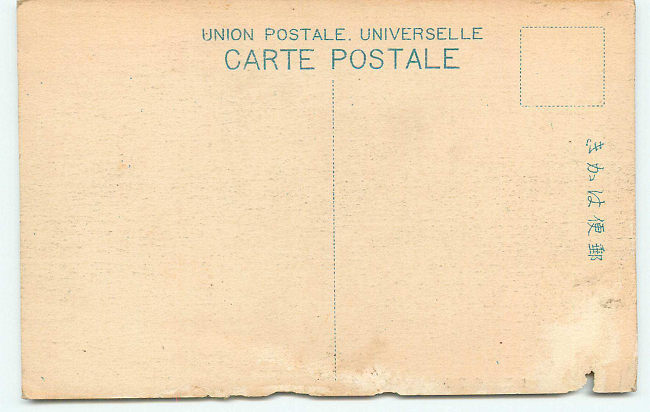 UNION POSTALE. UNIVERSELLE
CARTE POSTALE
郵便はかき